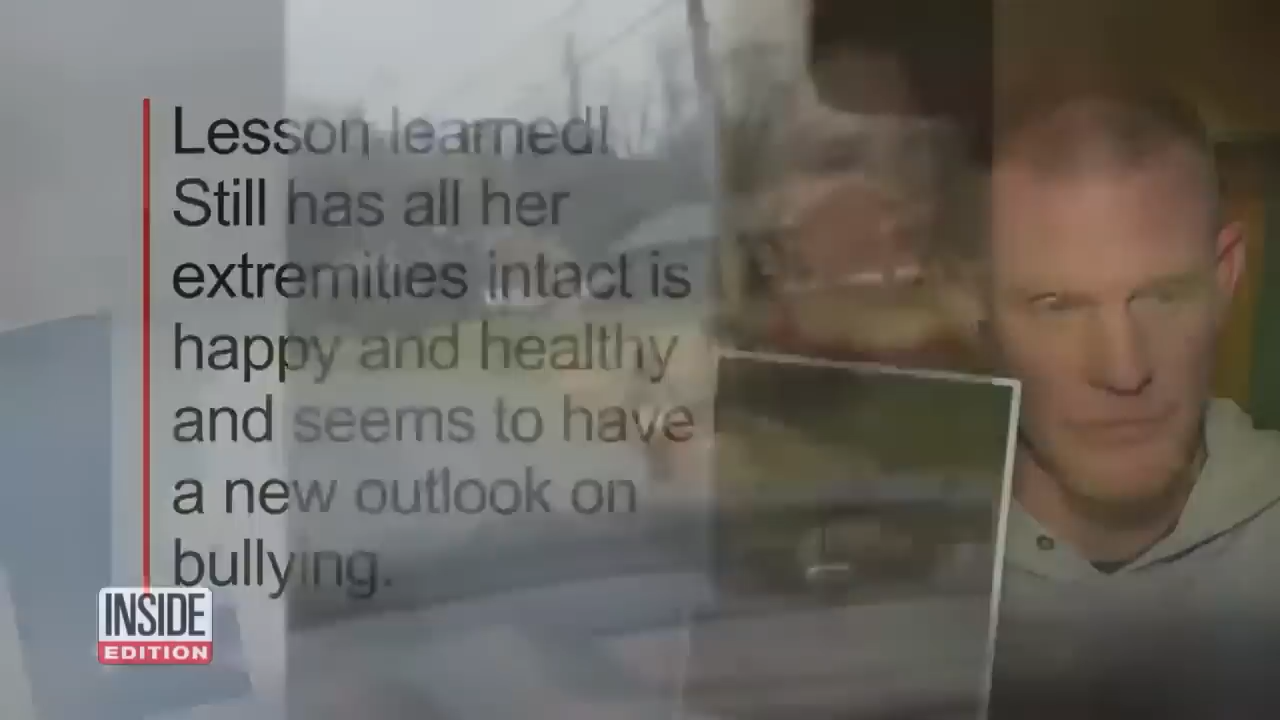 Lesson learned!
Still has all her
extremities intact is
happy and healthy
and seems to have
a new outlook on
bullying.
INSIDE
EDITION